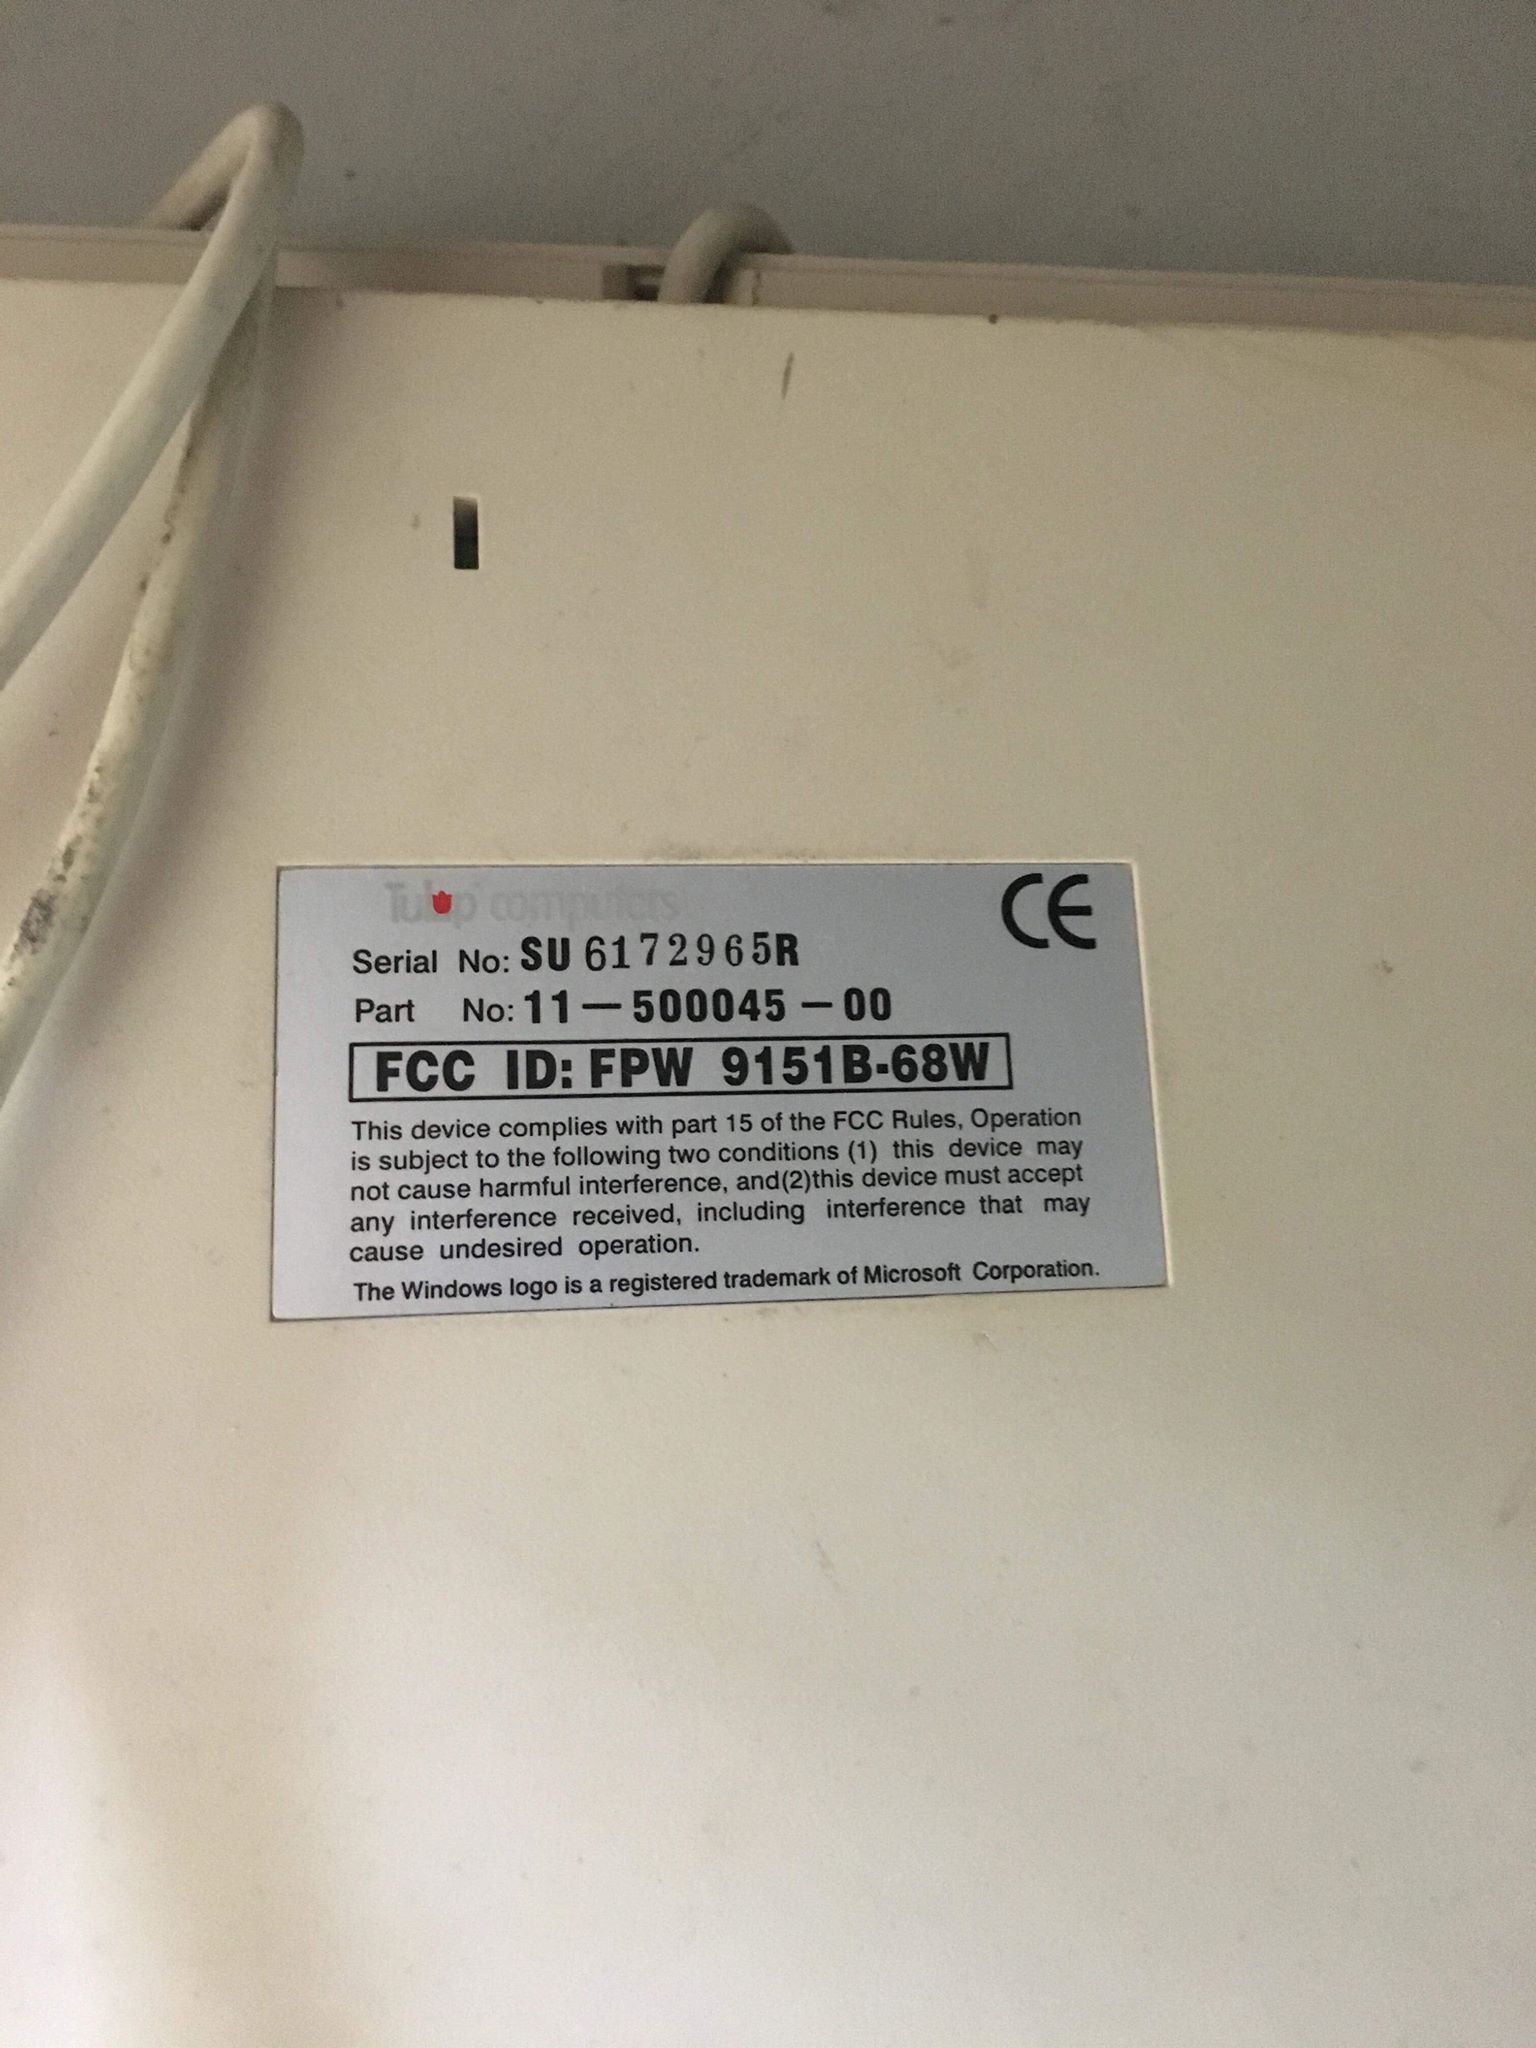 Tulip computers
CE
Serial No: SU 6172965R
Part No: 11-500045-00
FCC ID: FPW 9151B-68W
This device complies with part 15 of the FCC Rules, Operation
is subject to the following two conditions (1) this device may
not cause harmful interference, and(2)this device must accept
any interference received, including interference that may
cause undesired operation.
The Windows logo is a registered trademark of Microsoft Corporation.